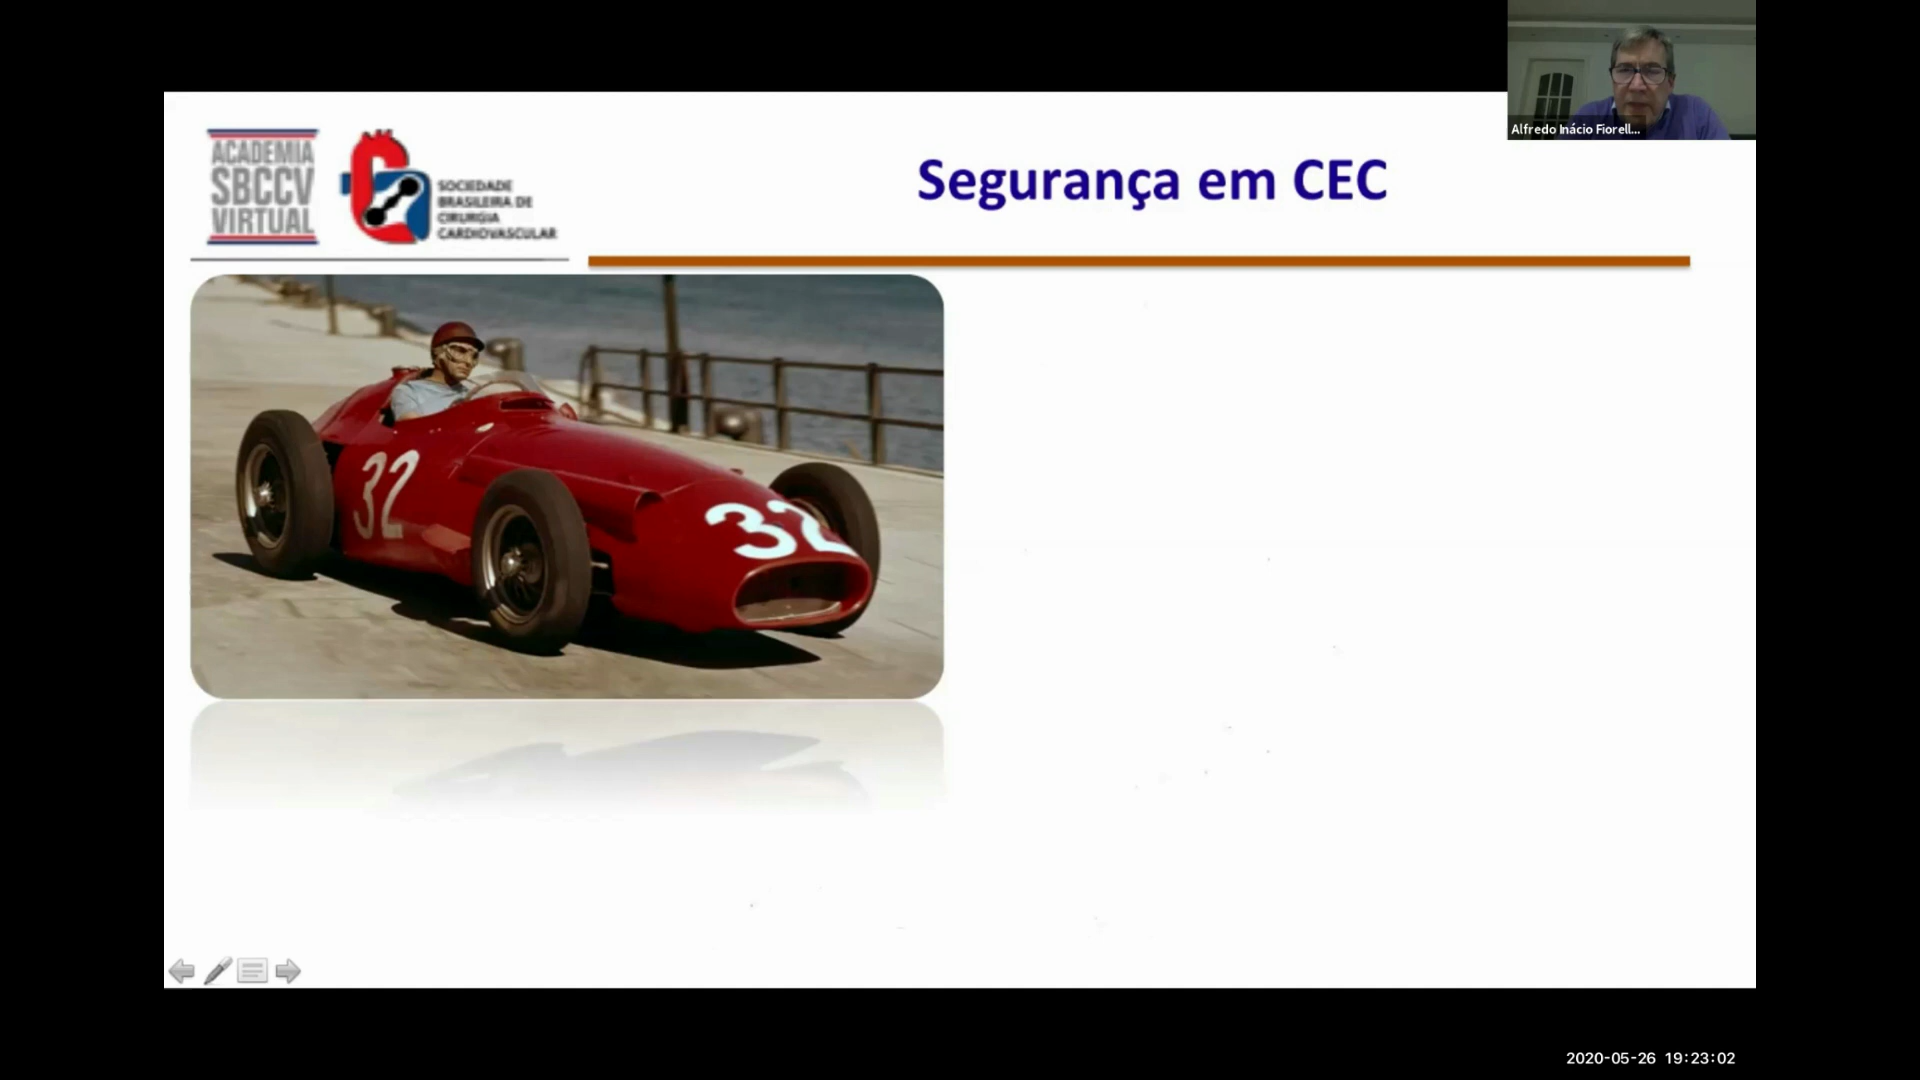 Alfredo Inácio Fiorell...
ACADEMIA
SBCCV
VIRTUAL
SOCIEDADE
BRASILEIRA DE
CIRURGIA
CARDIOVASCULAR
Segurança em CEC
32
32
2020-05-26 19:23:02